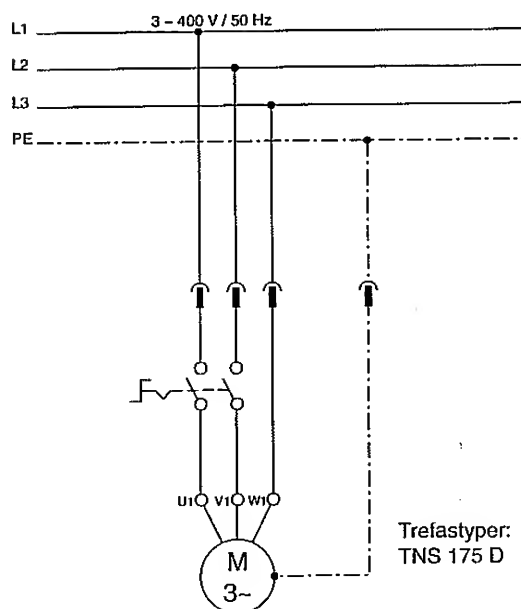 3 ~ 400 V / 50 Hz
L1
L2
L3
PE
U1 V1 W1
M
3~
Trefastyper:
TNS 175 D